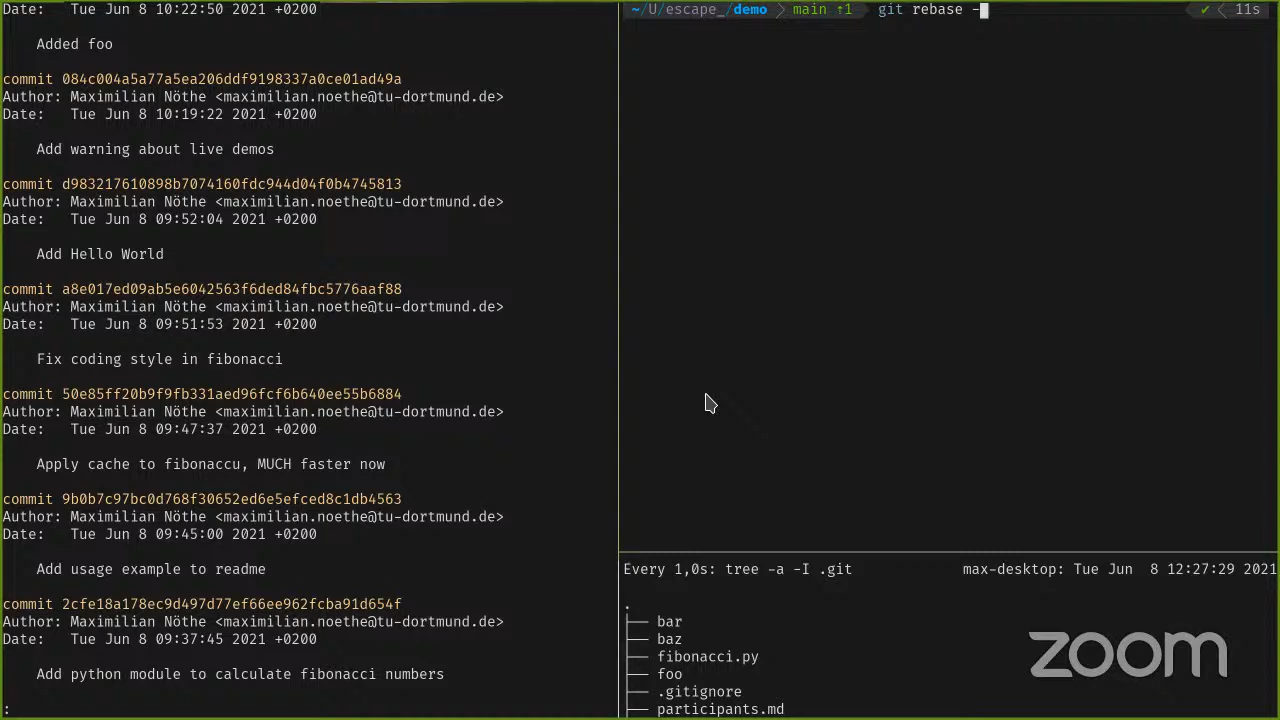 Date:   Tue Jun 8 10:22:50 2021 +0200
Added foo
commit 084c004a5a77a5ea206ddf9198337a0ce01ad49a
Author: Maximilian Nöthe <maximilian.noethe@tu-dortmund.de>
Date:   Tue Jun 8 10:19:22 2021 +0200
Add warning about live demos
commit d983217610898b7074160fdc944d04f0b4745813
Author: Maximilian Nöthe <maximilian.noethe@tu-dortmund.de>
Date:   Tue Jun 8 09:52:04 2021 +0200
Add Hello World
commit a8e017ed09ab5e6042563f6ded84fbc5776aaf88
Author: Maximilian Nöthe <maximilian.noethe@tu-dortmund.de>
Date:   Tue Jun 8 09:51:53 2021 +0200
Fix coding style in fibonacci
commit 50e85ff20b9f9fb331aed96fcf6b640ee55b6884
Author: Maximilian Nöthe <maximilian.noethe@tu-dortmund.de>
Date:   Tue Jun 8 09:47:37 2021 +0200
Apply cache to fibonaccu, MUCH faster now
commit 9b0b7c97bc0d768f30652ed6e5efced8c1db4563
Author: Maximilian Nöthe <maximilian.noethe@tu-dortmund.de>
Date:   Tue Jun 8 09:45:00 2021 +0200
Add usage example to readme
commit 2cfe18a178ec9d497d77ef66ee962fcba91d654f
Author: Maximilian Nöthe <maximilian.noethe@tu-dortmund.de>
Date:   Tue Jun 8 09:37:45 2021 +0200
Add python module to calculate fibonacci numbers
:
~/U/escape_/demo main ↑1 git rebase - ✔ 11s
Every 1,0s: tree -a -I .git max-desktop: Tue Jun  8 12:27:29 2021
.
├── bar
├── baz
├── fibonacci.py
├── foo
├── .gitignore
├── participants.md
zoom